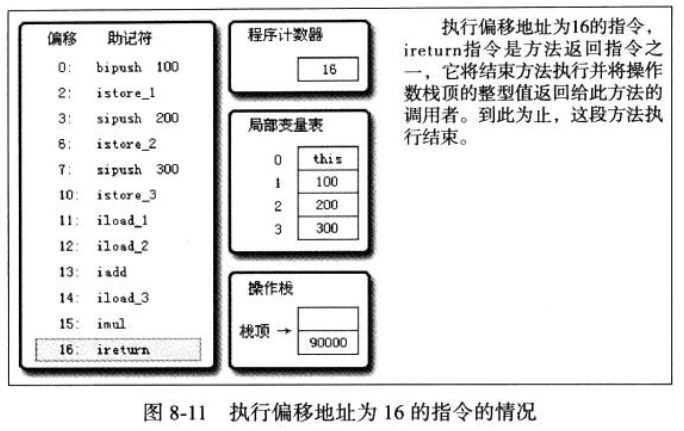 偏移 助记符
0: bipush 100
2: istore_1
3: sipush 200
6: istore_2
7: sipush 300
10: istore_3
11: iload_1
12: iload_2
13: iadd
14: iload_3
15: imul
16: ireturn
程序计数器
16
局部变量表
0 this
1 100
2 200
3 300
操作栈
栈顶 →
90000
执行偏移地址为16的指令，
ireturn指令是方法返回指令之
一，它将结束方法执行并将操作
数栈顶的整型值返回给此方法的
调用者。到此为止，这段方法执
行结束。
图 8-11 执行偏移地址为 16 的指令的情况